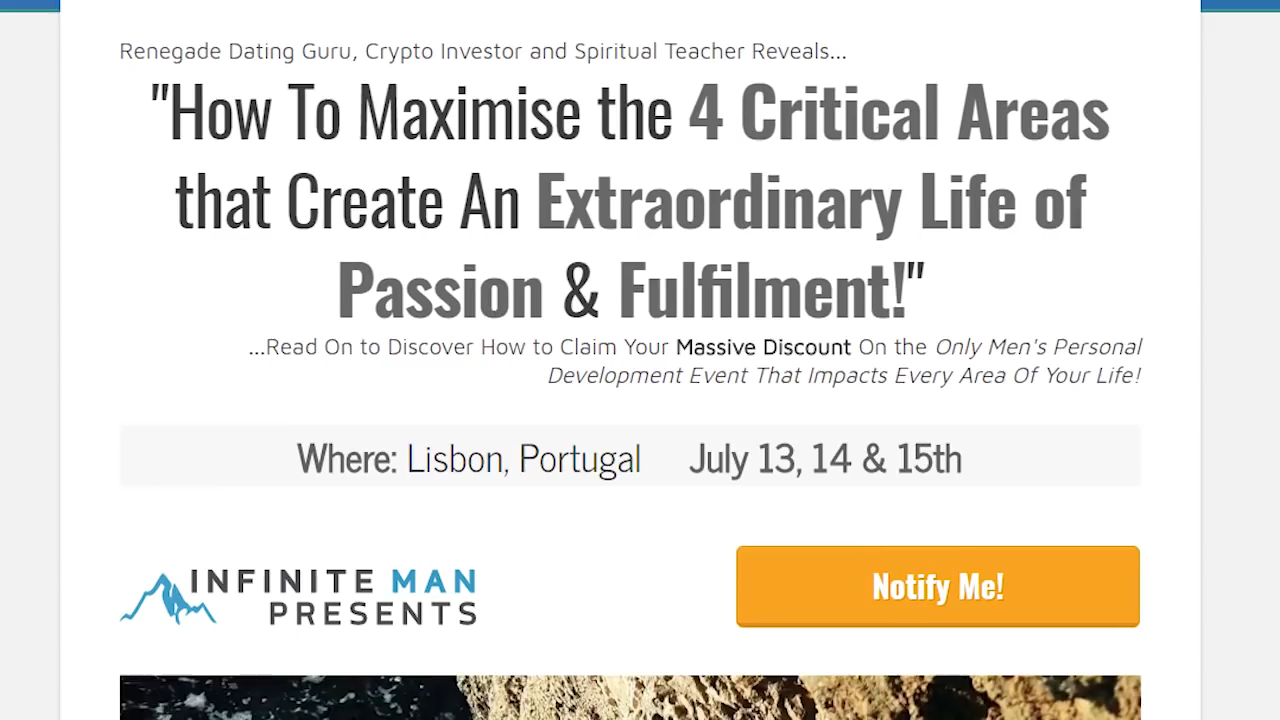 Renegade Dating Guru, Crypto Investor and Spiritual Teacher Reveals...
"How To Maximise the 4 Critical Areas
that Create An Extraordinary Life of
Passion & Fulfilment!"
...Read On to Discover How to Claim Your Massive Discount On the Only Men's Personal
Development Event That Impacts Every Area Of Your Life!
Where: Lisbon, Portugal July 13, 14 & 15th
INFINITE MAN
PRESENTS
Notify Me!